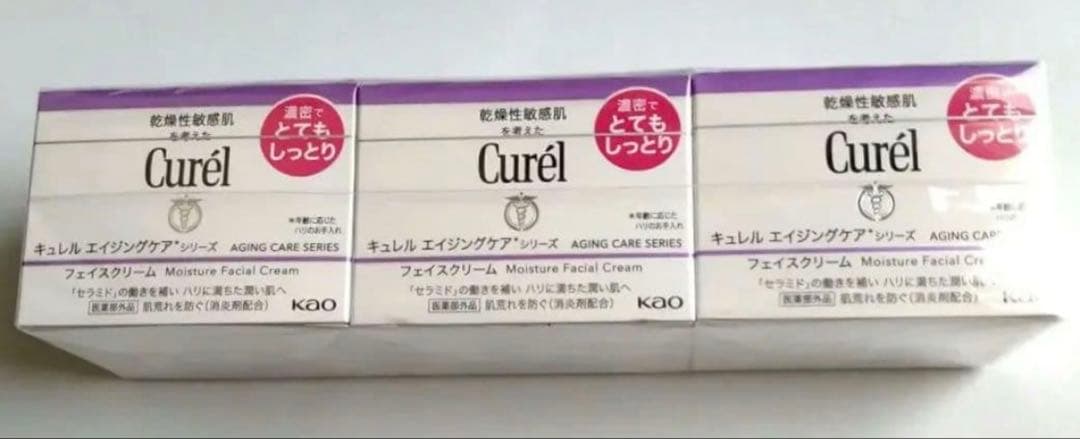 乾燥性敏感肌
を考えた
Curél
濃密で
とても
しっとり
*年齢に応じた
ハリのお手入れ
キュレル エイジングケア*シリーズ AGING CARE SERIES
フェイスクリーム Moisture Facial Cream
「セラミド」の働きを補い ハリに満ちた潤い肌へ
医薬部外品 肌荒れを防ぐ(消炎剤配合)
Kao
乾燥性敏感肌
を考えた
Curél
濃密で
とても
しっとり
*年齢に応じた
ハリのお手入れ
キュレル エイジングケア*シリーズ AGING CARE SERIES
フェイスクリーム Moisture Facial Cream
「セラミド」の働きを補い ハリに満ちた潤い肌へ
医薬部外品 肌荒れを防ぐ(消炎剤配合)
Kao
乾燥性敏感肌
を考えた
Curél
とても
しっとり
キュレル エイジングケア*シリーズ AGING CAR
フェイスクリーム Moisture Facial Cre
「セラミド」の働きを補い ハリに満ちた潤い肌
医薬部外品 肌荒れを防ぐ(消炎剤配合)